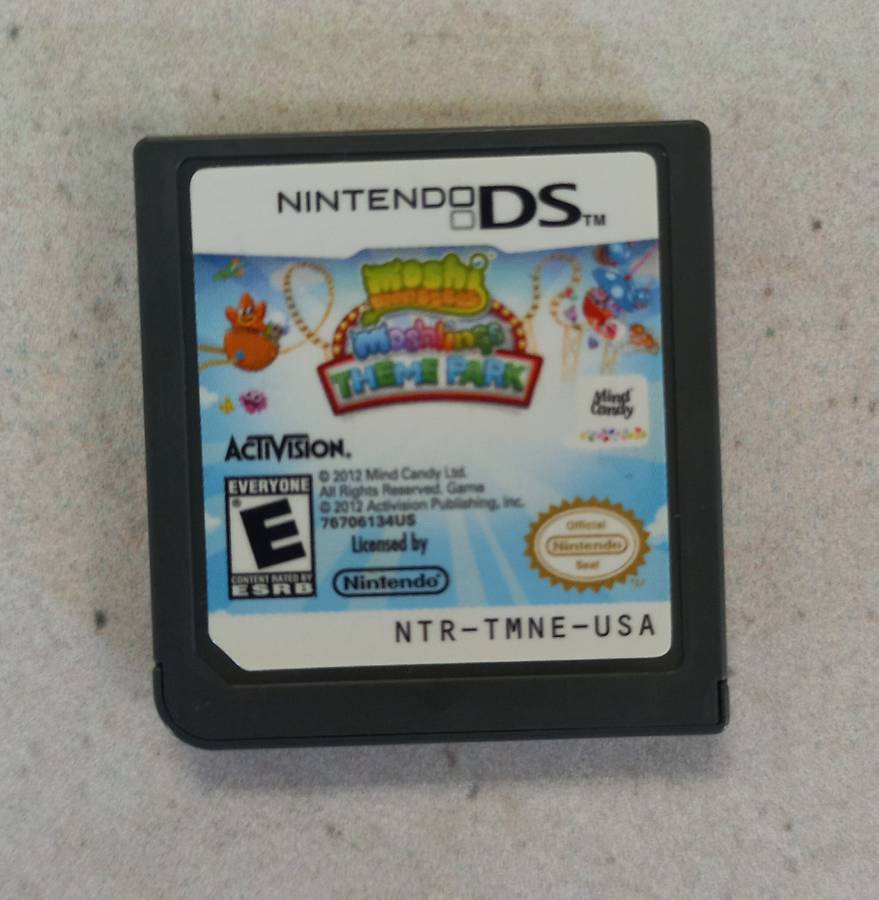 NINTENDO DS™
moshi
monsters
Moshlings
THEME PARK
Mind
Candy
ACTIVISION.
EVERYONE
E
CONTENT RATED BY
ESRB
© 2012 Mind Candy Ltd.
All Rights Reserved. Game
© 2012 Activision Publishing, Inc.
76706134US
Licensed by
Nintendo®
Official
Nintendo
Seal
NTR-TMNE-USA